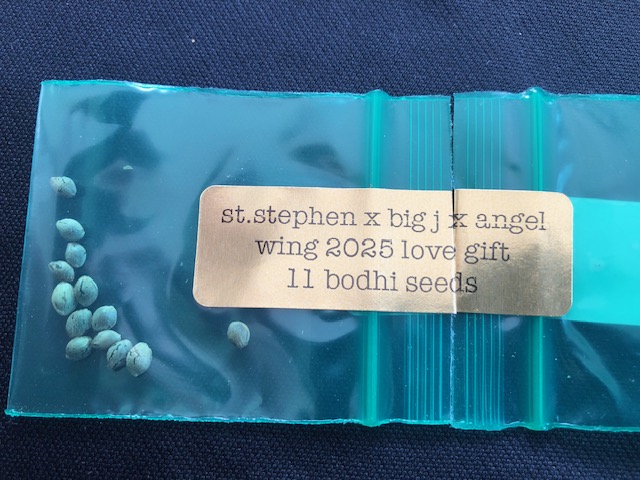 st.stephen x big j x angel
wing 2025 love gift
11 bodhi seeds